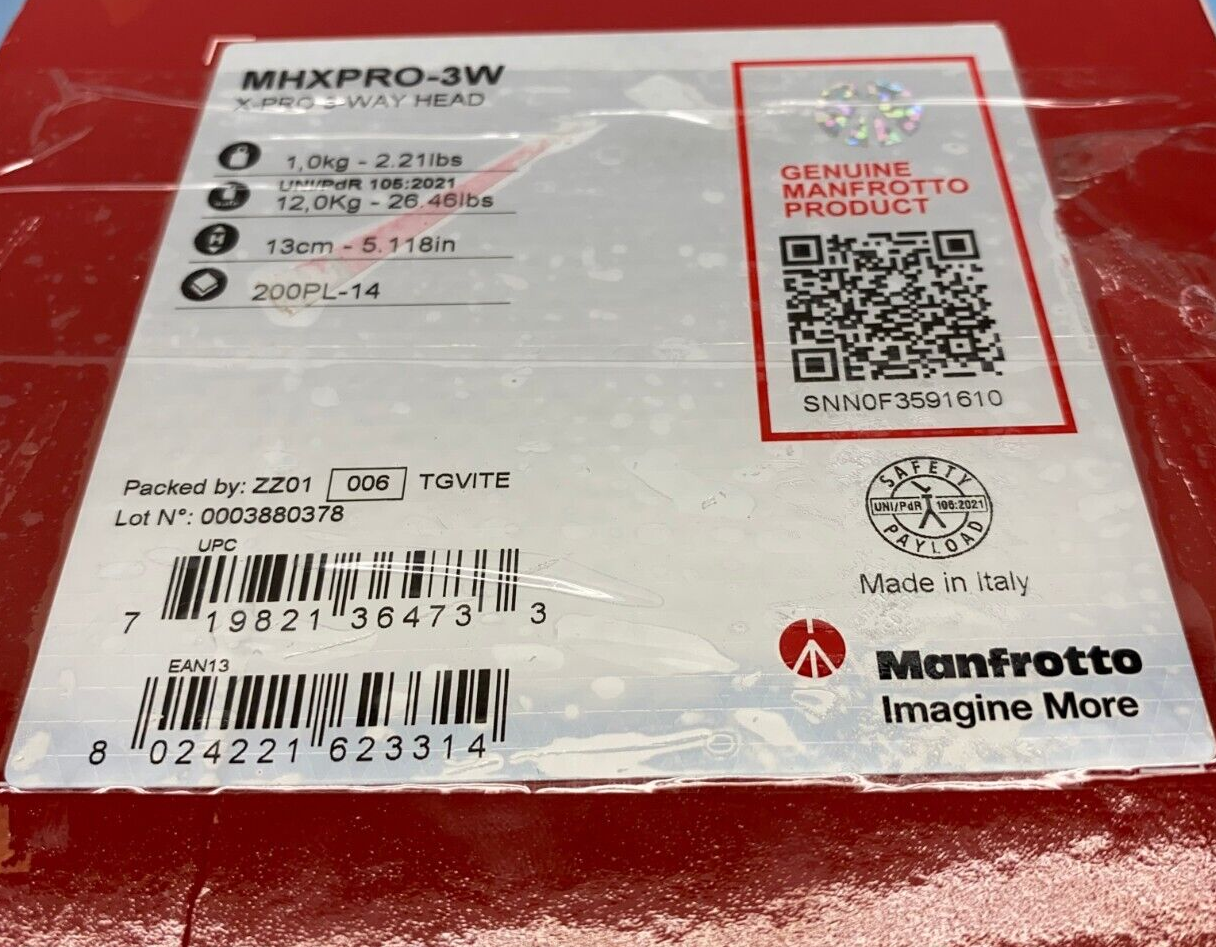 MHXPRO-3W
X-PRO 3-WAY HEAD
1,0kg - 2.21lbs
UNI/PdR 105:2021
12,0Kg - 26.46lbs
13cm - 5.118in
200PL-14
GENUINE
MANFROTTO
PRODUCT
SNN0F3591610
Packed by: ZZ01 006 TGVITE
Lot N°: 0003880378
UPC
7 19821 36473 3
EAN13
8 024221 623314
SAFETY
UNI/PdR 105:2021
PAYLOAD
Made in Italy
Manfrotto
Imagine More